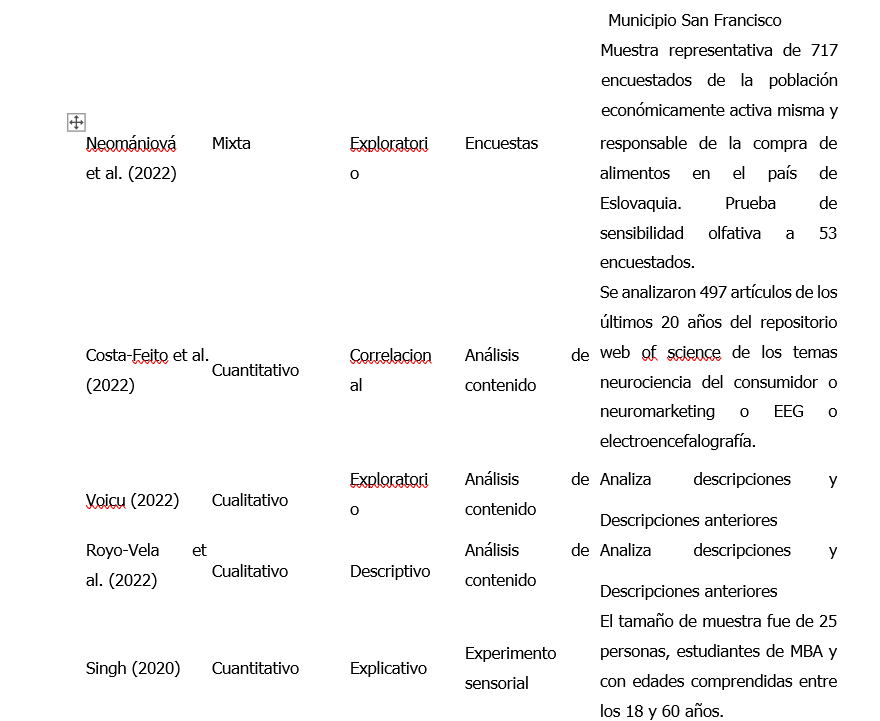 Municipio San Francisco
Muestra representativa de 717
encuestados de la población
económicamente activa misma y
Neomániová Mixta Exploratori Encuestas responsable de la compra de
et al. (2022) o alimentos en el país de
Eslovaquia. Prueba de
sensibilidad olfativa a 53
encuestados.
Se analizaron 497 artículos de los
últimos 20 años del repositorio
Costa-Feito et al. Cuantitativo Correlacion Análisis de web of science de los temas
(2022) al contenido neurociencia del consumidor o
neuromarketing o EEG o
electroencefalografía.
Voicu (2022) Cualitativo Exploratori Análisis de Analiza descripciones y
o contenido Descripciones anteriores
Royo-Vela et Cualitativo Descriptivo Análisis de Analiza descripciones y
al. (2022) contenido Descripciones anteriores
El tamaño de muestra fue de 25
Singh (2020) Cuantitativo Explicativo Experimento personas, estudiantes de MBA y
sensorial con edades comprendidas entre
los 18 y 60 años.